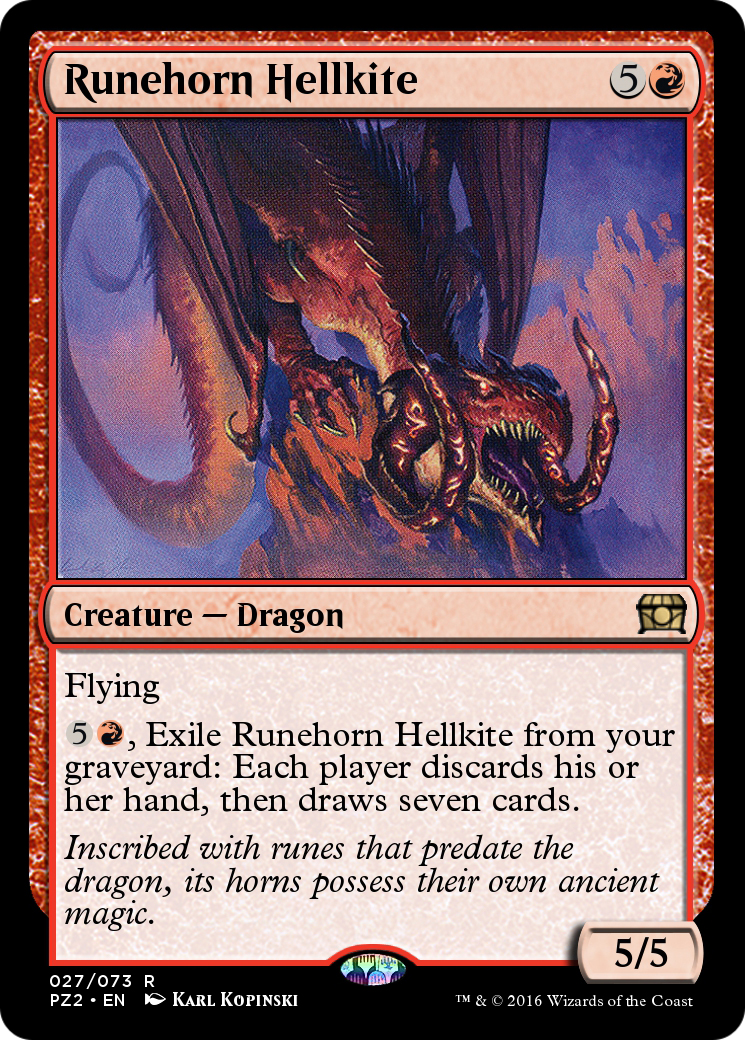 Runehorn Hellkite 5
Creature — Dragon
Flying
5 , Exile Runehorn Hellkite from your
graveyard: Each player discards his or
her hand, then draws seven cards.
Inscribed with runes that predate the
dragon, its horns possess their own ancient
magic.
5/5
027/073 R
PZ2 • EN Karl Kopinski
™ & © 2016 Wizards of the Coast